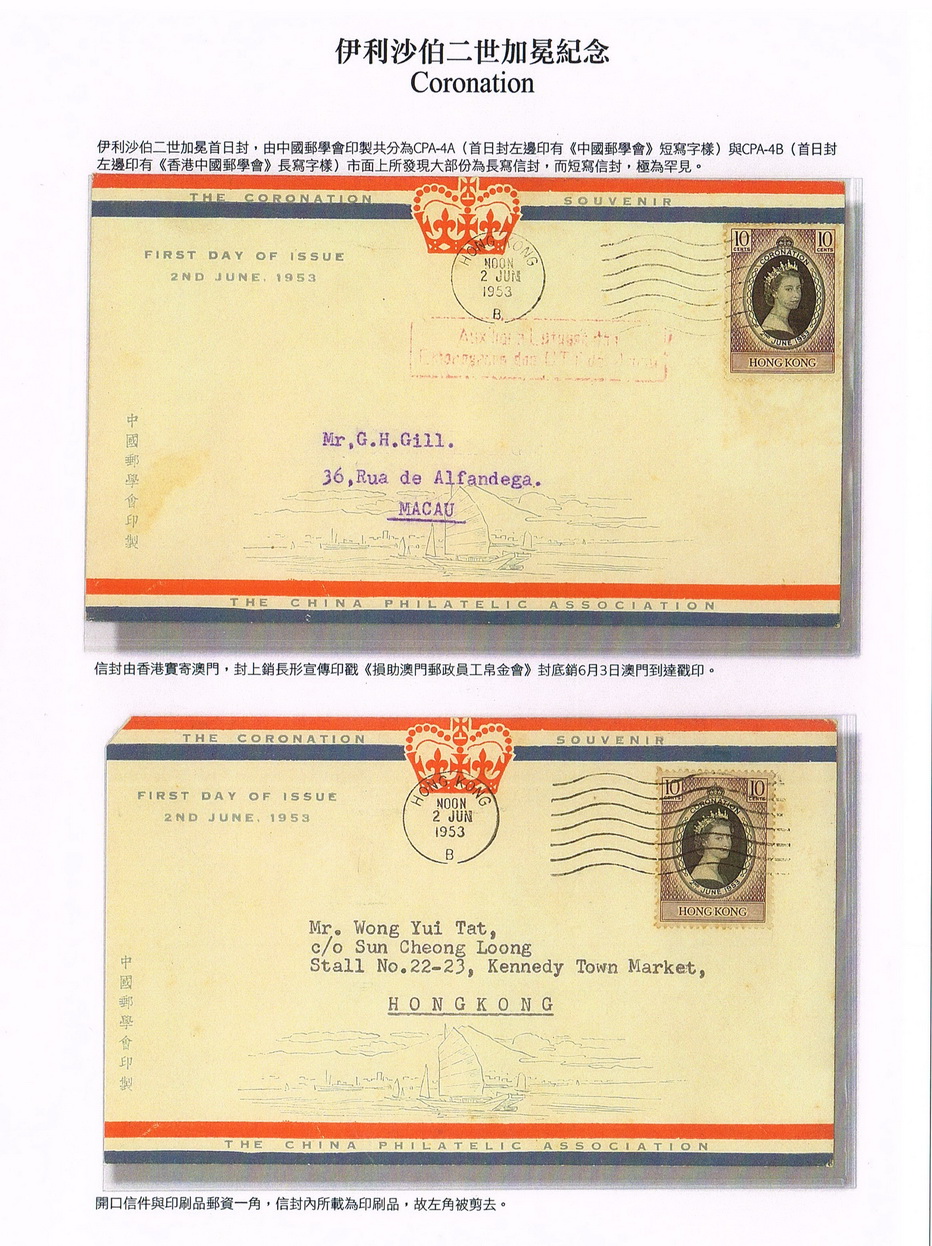 伊利沙伯二世加冕紀念
Coronation
伊利沙伯二世加冕首日封，由中國郵學會印製共分為CPA-4A（首日封左邊印有《中國郵學會》短寫字樣）與CPA-4B（首日封
左邊印有《香港中國郵學會》長寫字樣）市面上所發現大部份為長寫信封，而短寫信封，極為罕見。
THE CORONATION SOUVENIR
FIRST DAY OF ISSUE
2ND JUNE, 1953
HONG KONG
NOON
2 JUN
1953
B
10 CENTS 10 CENTS
CORONATION
2ND JUNE 1953
HONG KONG
Mr,G.H.Gill.
36,Rua de Alfandega.
MACAU
中國郵學會印製
THE CHINA PHILATELIC ASSOCIATION
信封由香港實寄澳門，封上銷長形宣傳印戳《損助澳門郵政員工帛金會》封底銷6月3日澳門到達戳印。
THE CORONATION SOUVENIR
FIRST DAY OF ISSUE
2ND JUNE, 1953
HONG KONG
NOON
2 JUN
1953
B
10 CENTS 10 CENTS
CORONATION
2ND JUNE 1953
HONG KONG
Mr. Wong Yui Tat,
c/o Sun Cheong Loong
Stall No.22-23, Kennedy Town Market,
HONGKONG
中國郵學會印製
THE CHINA PHILATELIC ASSOCIATION
開口信件與印刷品郵資一角，信封內所載為印刷品，故左角被剪去。